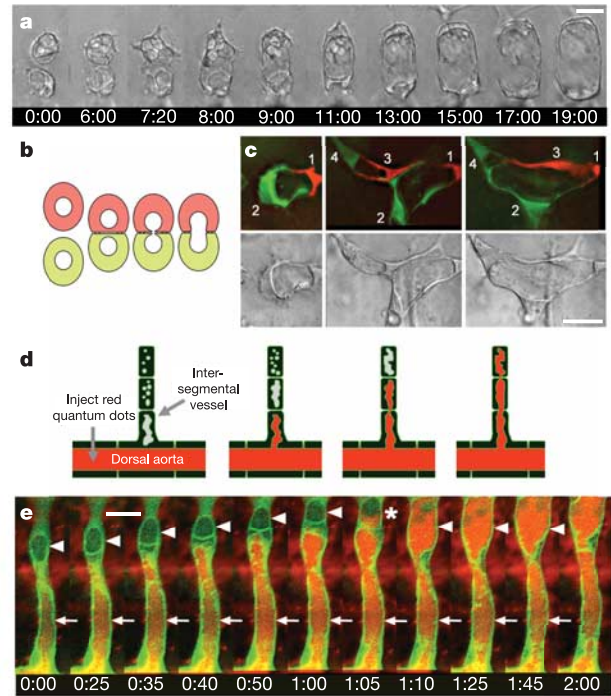 a
0:00 6:00 7:20 8:00 9:00 11:00 13:00 15:00 17:00 19:00
b
c
1
2
4
3
1
2
4
3
1
2
d
Inject red
quantum dots
Inter-
segmental
vessel
Dorsal aorta
e
*
0:00 0:25 0:35 0:40 0:50 1:00 1:05 1:10 1:25 1:45 2:00